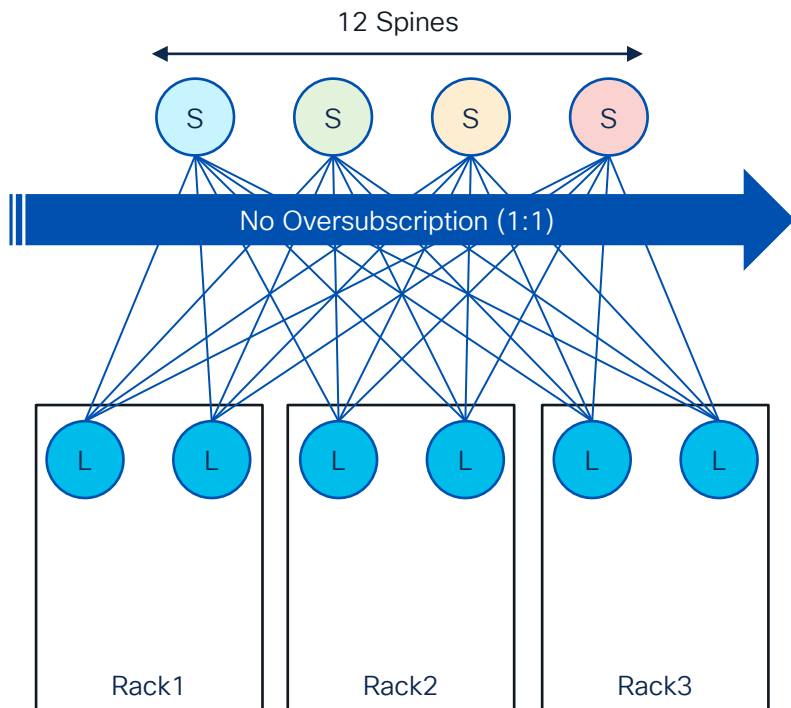 12 Spines
S S S S
No Oversubscription (1:1)
L L L L L L
Rack1 Rack2 Rack3